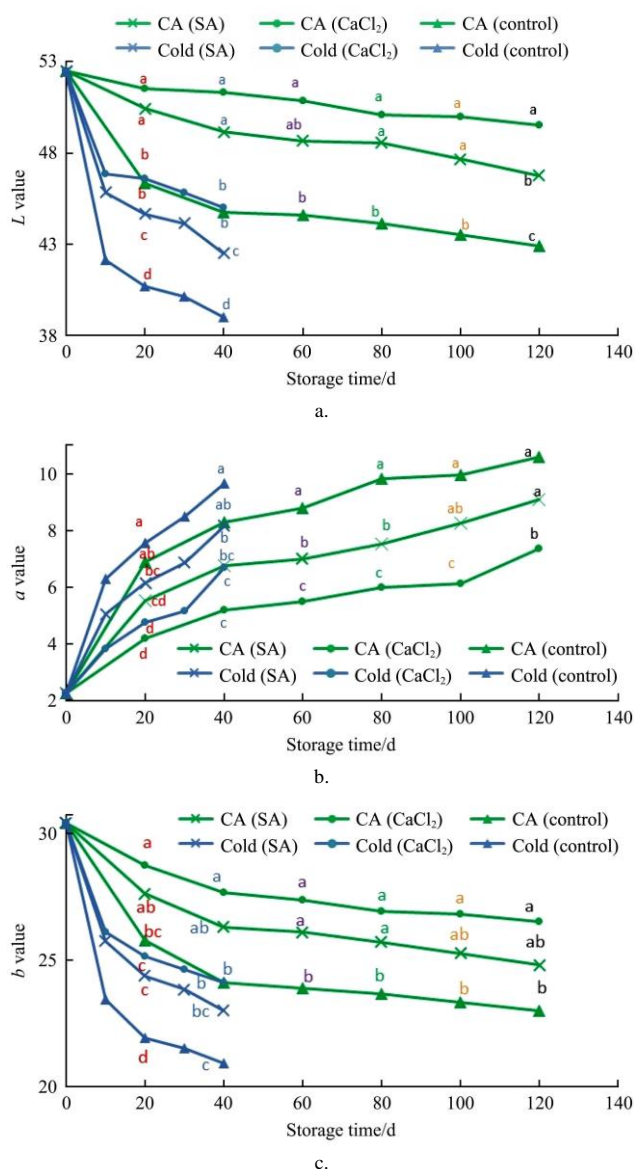 CA (SA) CA (CaCl₂) CA (control)
Cold (SA) Cold (CaCl₂) Cold (control)
53
a a a a a a
a a ab a a b
48
b b b b b c
b b
43
c c
d d
38
0 20 40 60 80 100 120 140
L value
Storage time/d
a.
10
a a a a a a
8
a ab b b ab a
ab bc b
6
bc c c c c b
cd c
4
d d
2
CA (SA) CA (CaCl₂) CA (control)
Cold (SA) Cold (CaCl₂) Cold (control)
0 20 40 60 80 100 120 140
a value
Storage time/d
b.
30
CA (SA) CA (CaCl₂) CA (control)
Cold (SA) Cold (CaCl₂) Cold (control)
a a a a a a
ab ab a a ab ab
bc
25
c b b b b b b
c bc
d c
20
0 20 40 60 80 100 120 140
b value
Storage time/d
c.